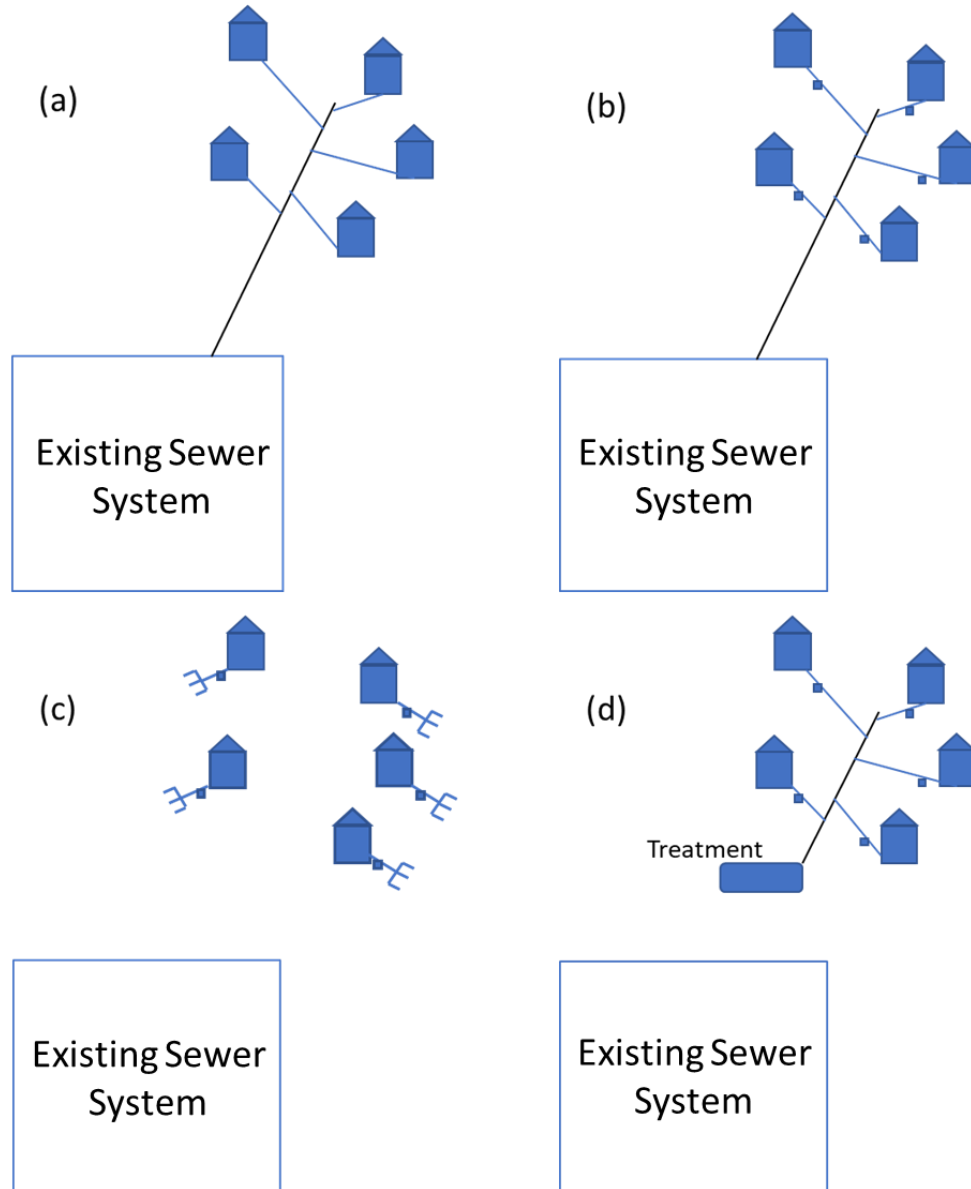 (a)
Existing Sewer
System
(b)
Existing Sewer
System
(c)
Existing Sewer
System
(d)
Treatment
Existing Sewer
System